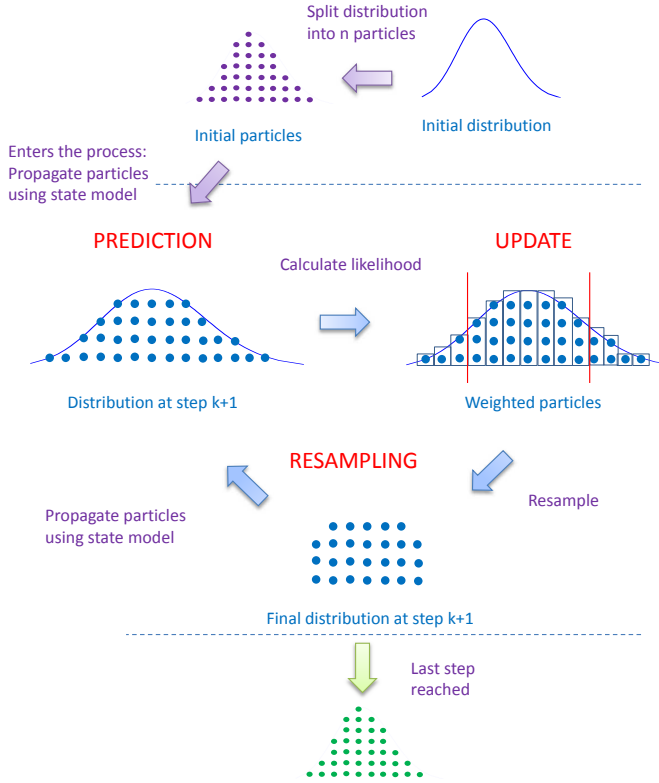 Split distribution
into n particles
Initial particles
Initial distribution
Enters the process:
Propagate particles
using state model
PREDICTION
UPDATE
Calculate likelihood
Distribution at step k+1
Weighted particles
RESAMPLING
Propagate particles
using state model
Resample
Final distribution at step k+1
Last step
reached